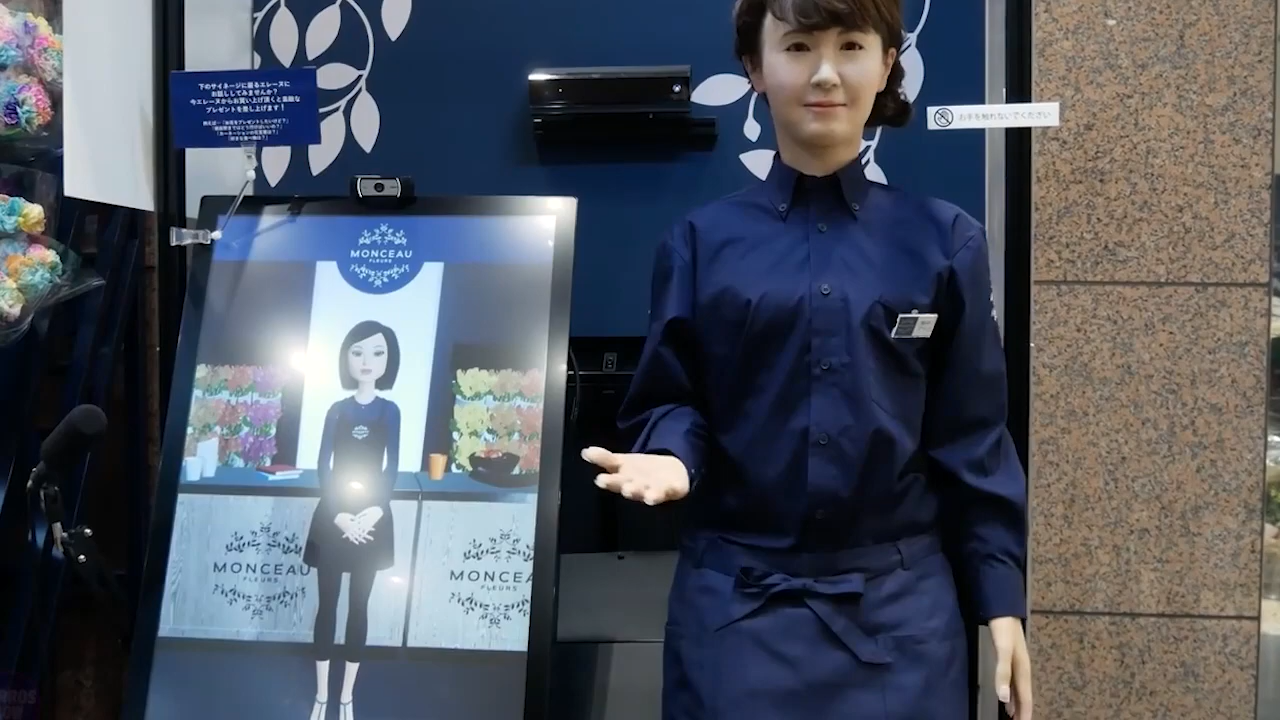 下のサイネージに居るエレーヌに
お話ししてみませんか？
今エレーヌからお買い上げ頂くと素敵な
プレゼントを差し上げます！
お手を触れないでください
MONCEAU
FLEURS
MONCEAU
FLEURS
MONCEA
FLEURS